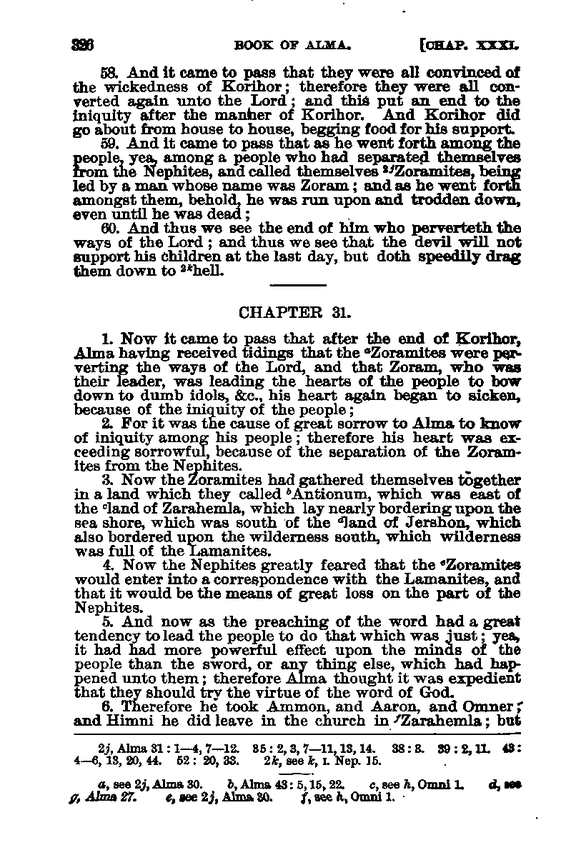 326 BOOK OF ALMA. [CHAP. XXXI.
58. And it came to pass that they were all convinced of
the wickedness of Korihor; therefore they were all con-
verted again unto the Lord; and this put an end to the
iniquity after the manner of Korihor. And Korihor did
go about from house to house, begging food for his support.
59. And it came to pass that as he went forth among the
people, yea, among a people who had separated themselves
from the Nephites, and called themselves 2jZoramites, being
led by a man whose name was Zoram; and as he went forth
amongst them, behold, he was run upon and trodden down,
even until he was dead;
60. And thus we see the end of him who perverteth the
ways of the Lord; and thus we see that the devil will not
support his children at the last day, but doth speedily drag
them down to 2khell.
CHAPTER 31.
1. Now it came to pass that after the end of Korihor,
Alma having received tidings that the aZoramites were per-
verting the ways of the Lord, and that Zoram, who was
their leader, was leading the hearts of the people to bow
down to dumb idols, &c., his heart again began to sicken,
because of the iniquity of the people;
2. For it was the cause of great sorrow to Alma to know
of iniquity among his people; therefore his heart was ex-
ceeding sorrowful, because of the separation of the Zoram-
ites from the Nephites.
3. Now the Zoramites had gathered themselves together
in a land which they called bAntionum, which was east of
the cland of Zarahemla, which lay nearly bordering upon the
sea shore, which was south of the dland of Jershon, which
also bordered upon the wilderness south, which wilderness
was full of the Lamanites.
4. Now the Nephites greatly feared that the eZoramites
would enter into a correspondence with the Lamanites, and
that it would be the means of great loss on the part of the
Nephites.
5. And now as the preaching of the word had a great
tendency to lead the people to do that which was just; yea,
it had had more powerful effect upon the minds of the
people than the sword, or any thing else, which had hap-
pened unto them; therefore Alma thought it was expedient
that they should try the virtue of the word of God.
6. Therefore he took Ammon, and Aaron, and Omner;
and Himni he did leave in the church in fZarahemla; but
2j, Alma 31: 1—4, 7—12. 35: 2, 3, 7—11, 13, 14. 38: 3. 39: 2, 11. 43:
4—6, 13, 20, 44. 52: 20, 33. 2k, see k, I. Nep. 15.
a, see 2j, Alma 30. b, Alma 43: 5, 15, 22. c, see h, Omni 1. d, see
g, Alma 27. e, see 2j, Alma 30. f, see h, Omni 1.